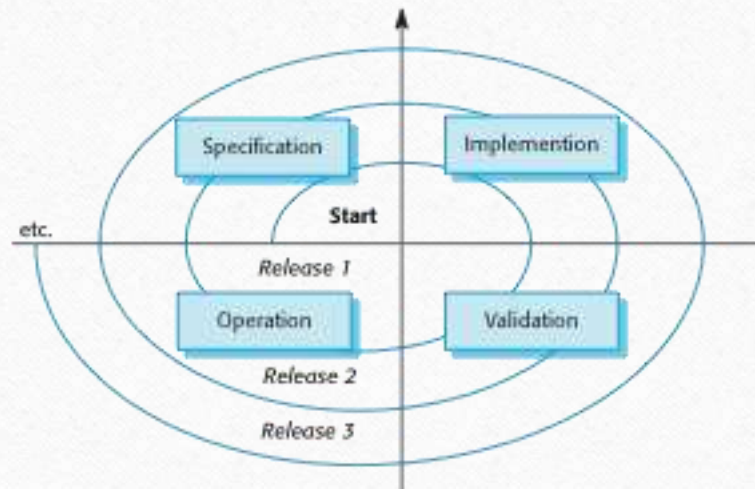 Specification
Implemention
Start
etc.
Release 1
Operation
Validation
Release 2
Release 3